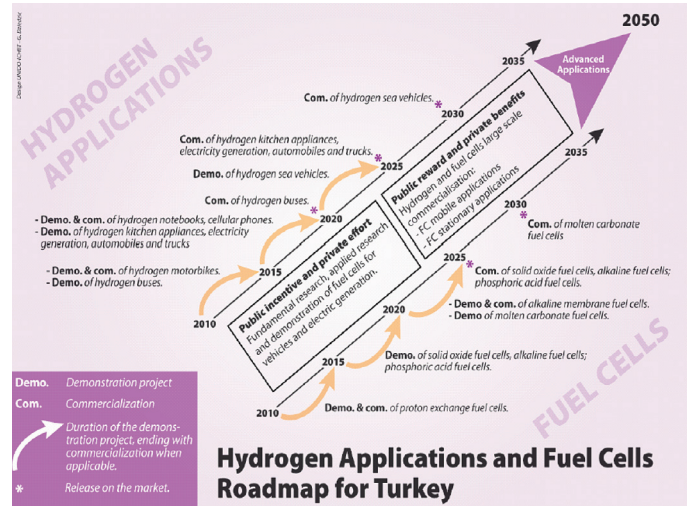 Design UNIDO-ICHET - G. Bozkırlı
HYDROGEN
APPLICATIONS
2050
Advanced
Applications
2035
Com. of hydrogen sea vehicles. *
2030
Com. of hydrogen kitchen appliances,
electricity generation, automobiles and trucks. *
2025
Demo. of hydrogen sea vehicles.
Com. of hydrogen buses. *
2020
- Demo. & com. of hydrogen notebooks, cellular phones.
- Demo. of hydrogen kitchen appliances, electricity
generation, automobiles and trucks
- Demo. & com. of hydrogen motorbikes.
- Demo. of hydrogen buses.
2015
2010
Public reward and private benefits
Hydrogen and fuel cells large scale
commercialisation:
- FC mobile applications
- FC stationary applications
Public incentive and private effort
Fundamental research, applied research
and demonstration of fuel cells for
vehicles and electric generation.
2035
2030
*
Com. of molten carbonate
fuel cells
2025
* Com. of solid oxide fuel cells, alkaline fuel cells;
phosphoric acid fuel cells.
- Demo & com. of alkaline membrane fuel cells.
- Demo of molten carbonate fuel cells.
2020
Demo. of solid oxide fuel cells, alkaline fuel cells;
phosphoric acid fuel cells.
2015
Demo. & com. of proton exchange fuel cells.
2010
FUEL CELLS
Demo. Demonstration project
Com. Commercialization
Duration of the demons-
tration project, ending with
commercialization when
applicable.
* Release on the market.
Hydrogen Applications and Fuel Cells
Roadmap for Turkey